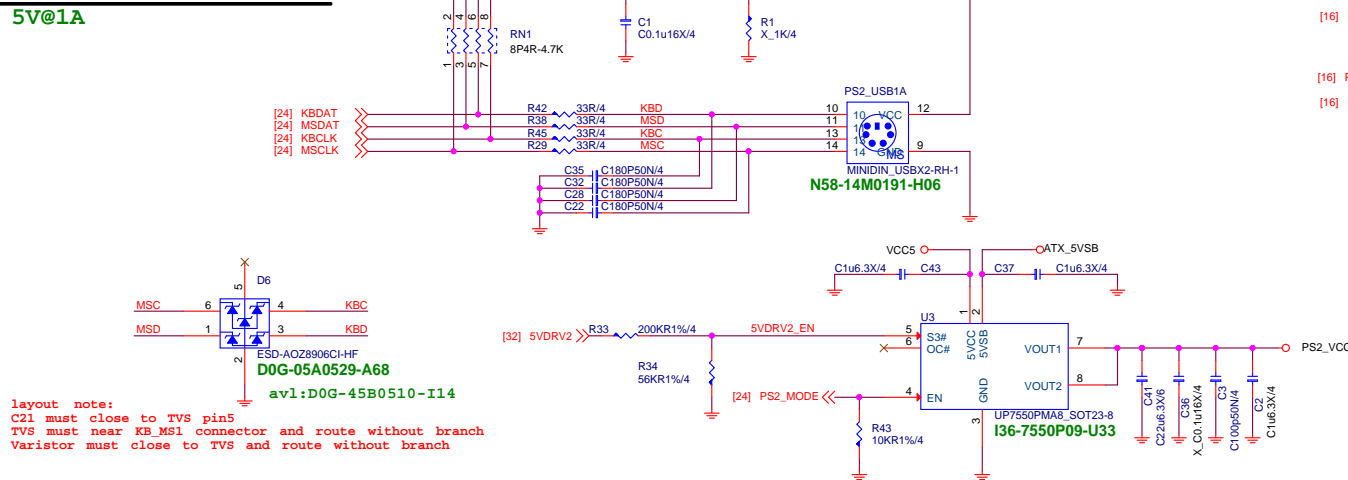 5V@1A
2 4 6 8
RN1
8P4R-4.7K
1 3 5 7
C1
C0.1u16X/4
R1
X_1K/4
[16]
[16]
[16]
PS2_USB1A
[24] KBDAT R42 33R/4 KBD 10 10 VCC 12
[24] MSDAT R38 33R/4 MSD 11
[24] KBCLK R45 33R/4 KBC 13
[24] MSCLK R29 33R/4 MSC 14 14 GND 9
MS
MINIDIN_USBX2-RH-1
N58-14M0191-H06
C35 C180P50N/4
C32 C180P50N/4
C28 C180P50N/4
C22 C180P50N/4
VCC5
ATX_5VSB
C1u6.3X/4 C43
C37 C1u6.3X/4
1 2
D6
5
MSC 6 4 KBC
MSD 1 3 KBD
2
ESD-AOZ8906CI-HF
D0G-05A0529-A68
avl:D0G-45B0510-I14
U3
[32] 5VDRV2 R33 200KR1%/4 5VDRV2_EN 5 S3#
6 OC#
5VCC
5VSB
VOUT1 7
PS2_VCC
VOUT2 8
R34
56KR1%/4
[24] PS2_MODE 4 EN
GND
3
UP7550PMA8_SOT23-8
I36-7550P09-U33
R43
10KR1%/4
C41
C22u6.3X/6
C36
X_C0.1u16X/4
C3
C100p50N/4
C2
C1u6.3X/4
layout note:
C21 must close to TVS pin5
TVS must near KB_MS1 connector and route without branch
Varistor must close to TVS and route without branch